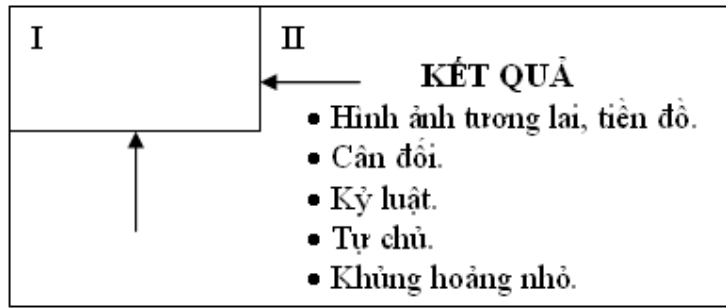 I
II
KẾT QUẢ
• Hình ảnh tương lai, tiền đồ.
• Cân đối.
• Kỷ luật.
• Tự chủ.
• Khủng hoảng nhỏ.